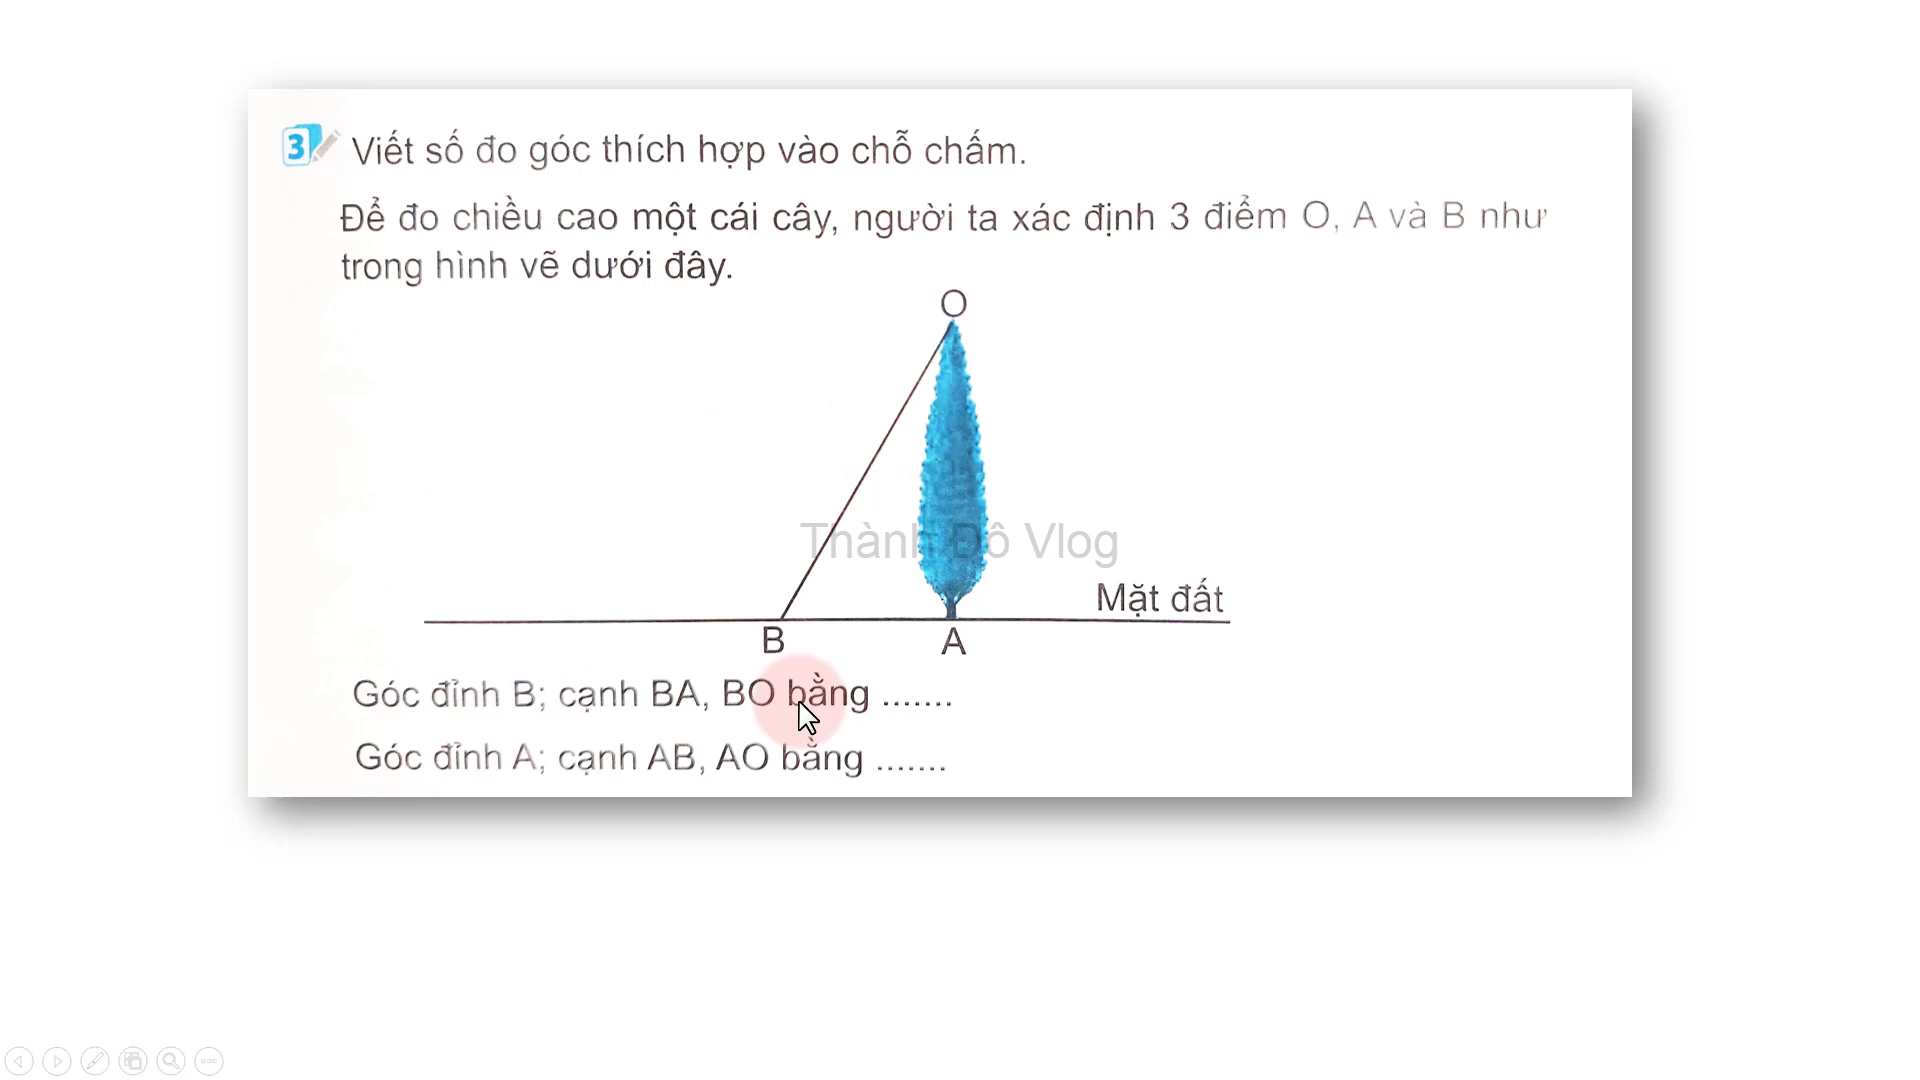 3 Viết số đo góc thích hợp vào chỗ chấm.
Để đo chiều cao một cái cây, người ta xác định 3 điểm O, A và B như
trong hình vẽ dưới đây.
O
Thành Đô Vlog
Mặt đất
B
A
Góc đỉnh B; cạnh BA, BO bằng .......
Góc đỉnh A; cạnh AB, AO bằng .......